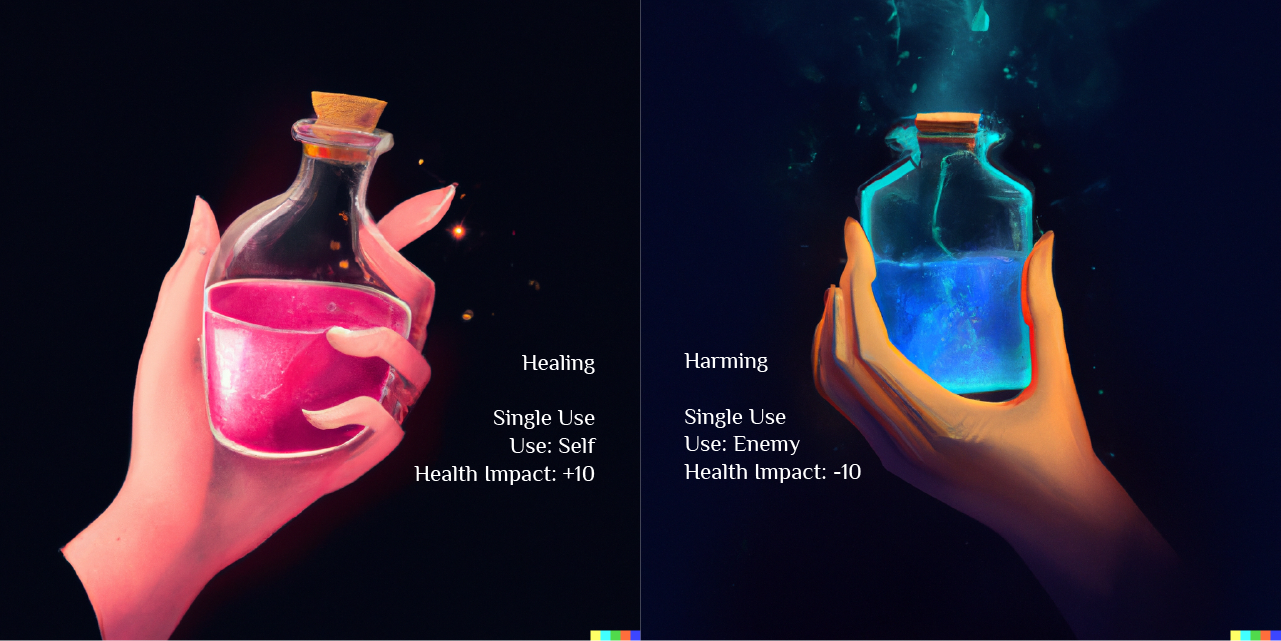 Healing
Single Use
Use: Self
Health Impact: +10
Harming
Single Use
Use: Enemy
Health Impact: -10